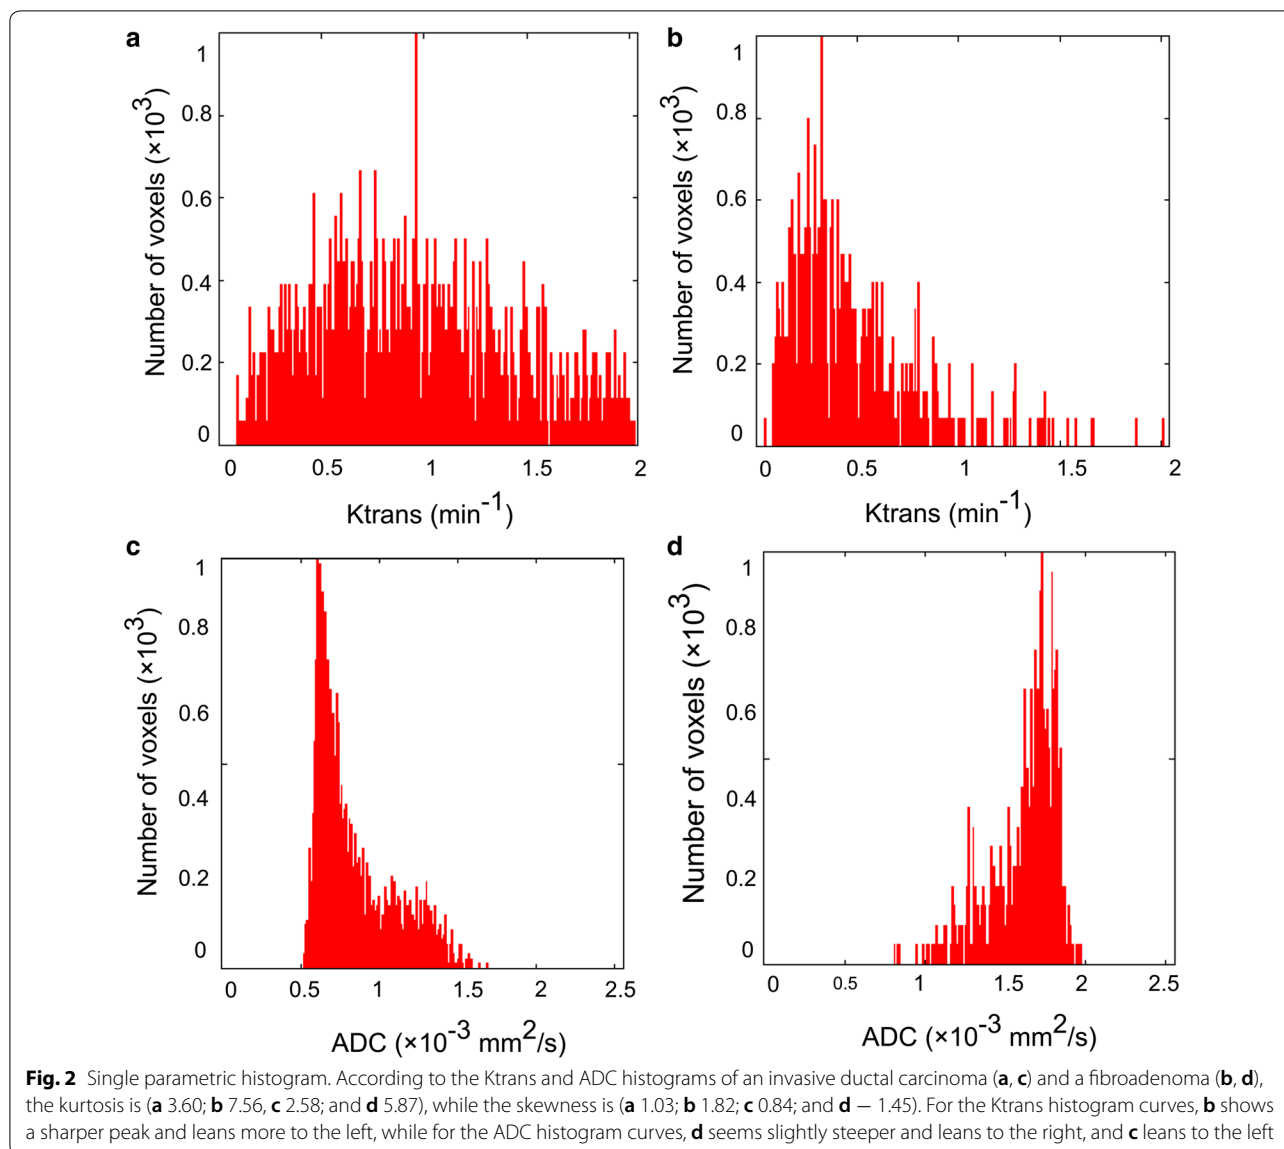 a
1
0.8
0.6
0.4
0.2
0
Number of voxels (×10³)
0 0.5 1 1.5 2
Ktrans (min⁻¹)
b
1
0.8
0.6
0.4
0.2
0
Number of voxels (×10³)
0 0.5 1 1.5 2
Ktrans (min⁻¹)
c
1
0.8
0.6
0.4
0.2
0
Number of voxels (×10³)
0 0.5 1 1.5 2 2.5
ADC (×10⁻³ mm²/s)
d
1
0.8
0.6
0.4
0.2
0
Number of voxels (×10³)
0 0.5 1 1.5 2 2.5
ADC (×10⁻³ mm²/s)
Fig. 2 Single parametric histogram. According to the Ktrans and ADC histograms of an invasive ductal carcinoma (a, c) and a fibroadenoma (b, d),
the kurtosis is (a 3.60; b 7.56, c 2.58; and d 5.87), while the skewness is (a 1.03; b 1.82; c 0.84; and d − 1.45). For the Ktrans histogram curves, b shows
a sharper peak and leans more to the left, while for the ADC histogram curves, d seems slightly steeper and leans to the right, and c leans to the left